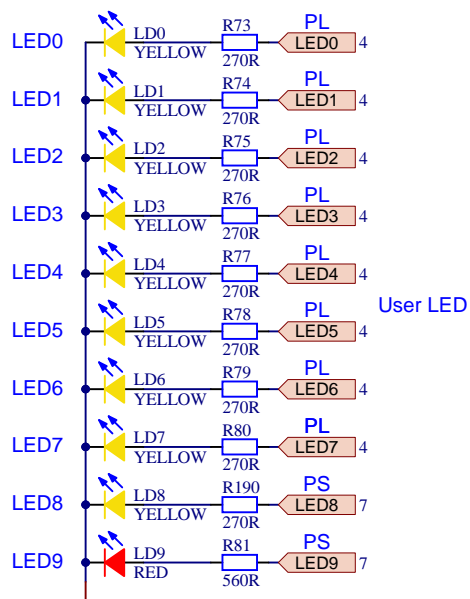 LED0 LD0 YELLOW R73 270R PL LED0 4
LED1 LD1 YELLOW R74 270R PL LED1 4
LED2 LD2 YELLOW R75 270R PL LED2 4
LED3 LD3 YELLOW R76 270R PL LED3 4
LED4 LD4 YELLOW R77 270R PL LED4 4
User LED
LED5 LD5 YELLOW R78 270R PL LED5 4
LED6 LD6 YELLOW R79 270R PL LED6 4
LED7 LD7 YELLOW R80 270R PL LED7 4
LED8 LD8 YELLOW R190 270R PS LED8 7
LED9 LD9 RED R81 560R PS LED9 7